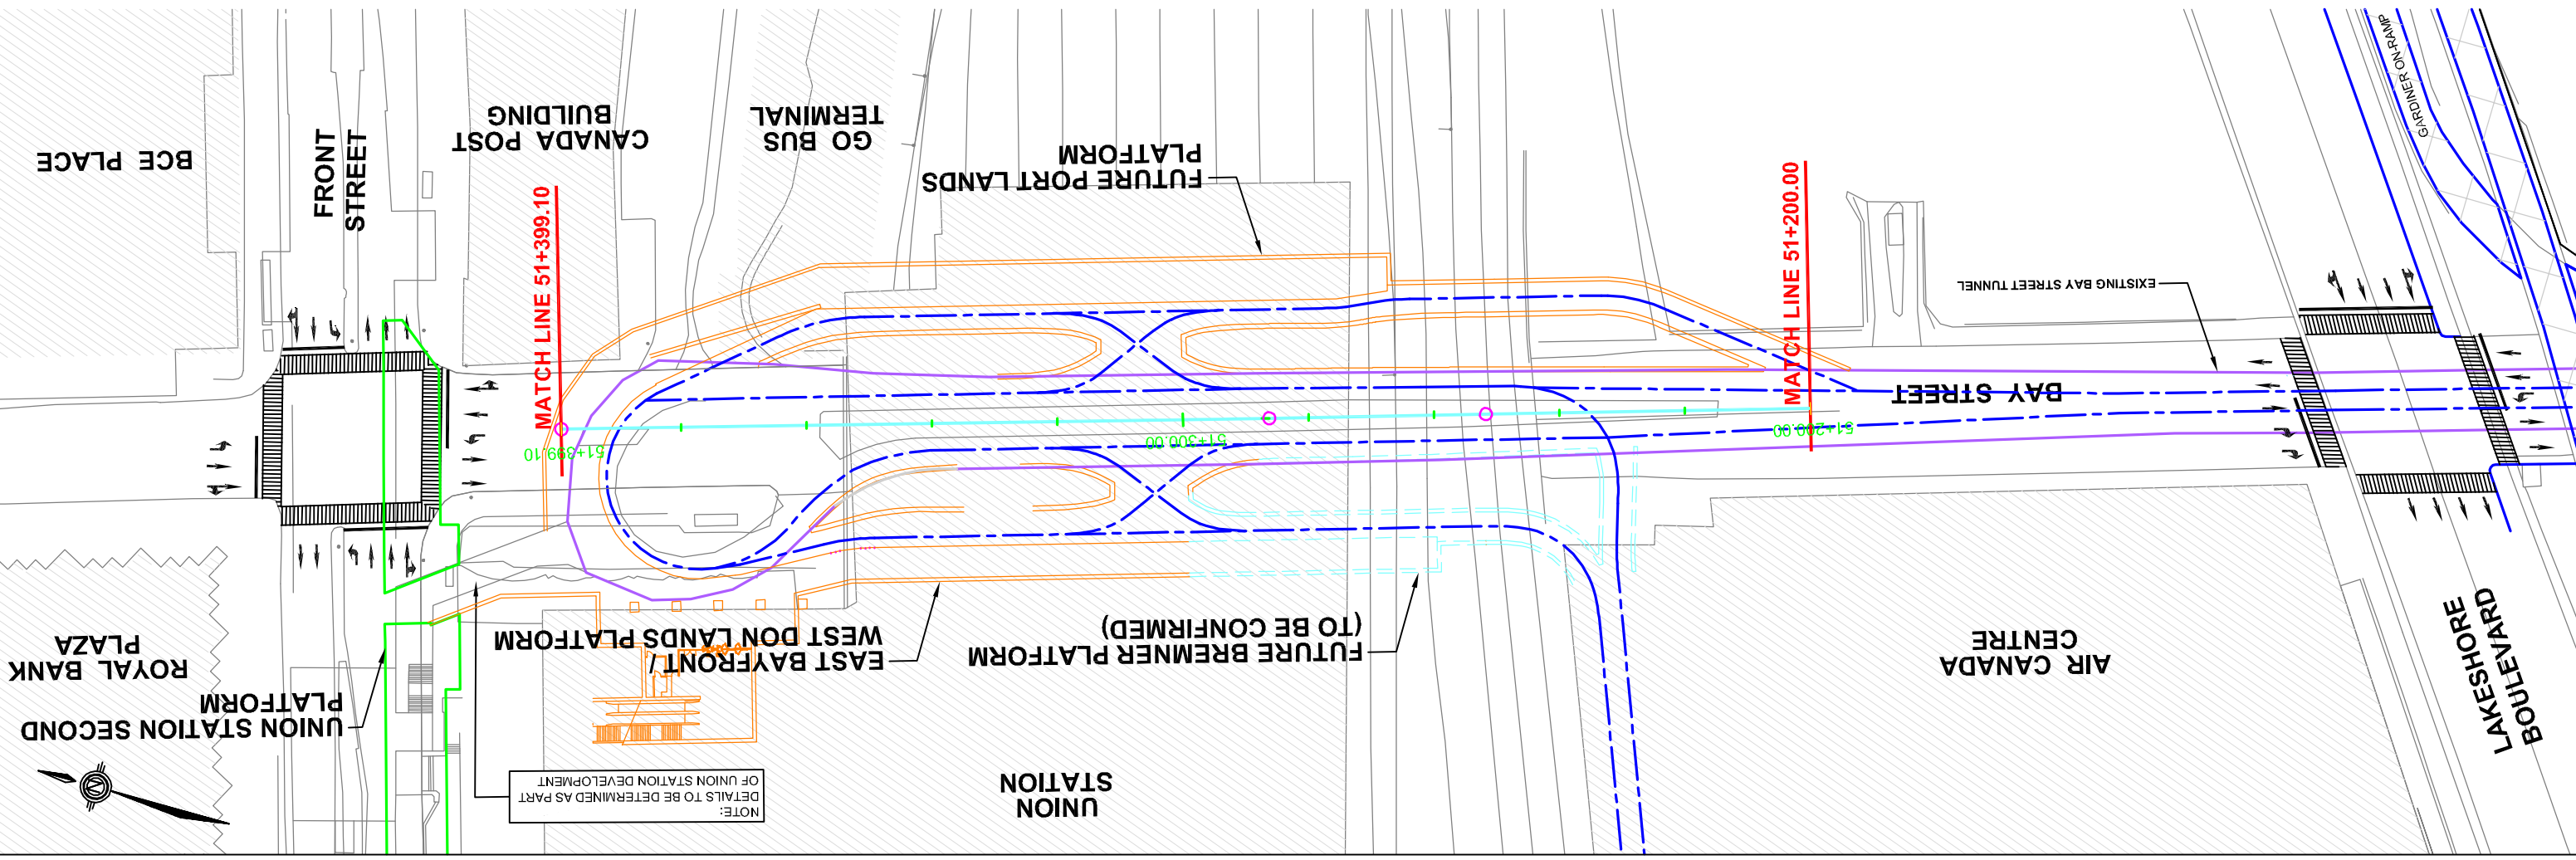 BCE PLACE
FRONT
STREET
CANADA POST
BUILDING
GO BUS
TERMINAL
FUTURE PORT LANDS
PLATFORM
MATCH LINE 51+399.10
MATCH LINE 51+200.00
GARDINER ON-RAMP
EXISTING BAY STREET TUNNEL
BAY STREET
51+399.10
51+300.00
51+200.00
ROYAL BANK
PLAZA
UNION STATION SECOND
PLATFORM
EAST BAYFRONT /
WEST DON LANDS PLATFORM
FUTURE BREMNER PLATFORM
(TO BE CONFIRMED)
AIR CANADA
CENTRE
LAKESHORE
BOULEVARD
UNION
STATION
NOTE:
DETAILS TO BE DETERMINED AS PART
OF UNION STATION DEVELOPMENT
N